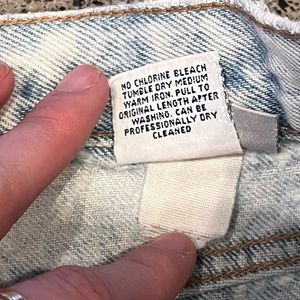 NO CHLORINE BLEACH
TUMBLE DRY MEDIUM
WARM IRON. PULL TO
ORIGINAL LENGTH AFTER
WASHING. CAN BE
PROFESSIONALLY DRY
CLEANED